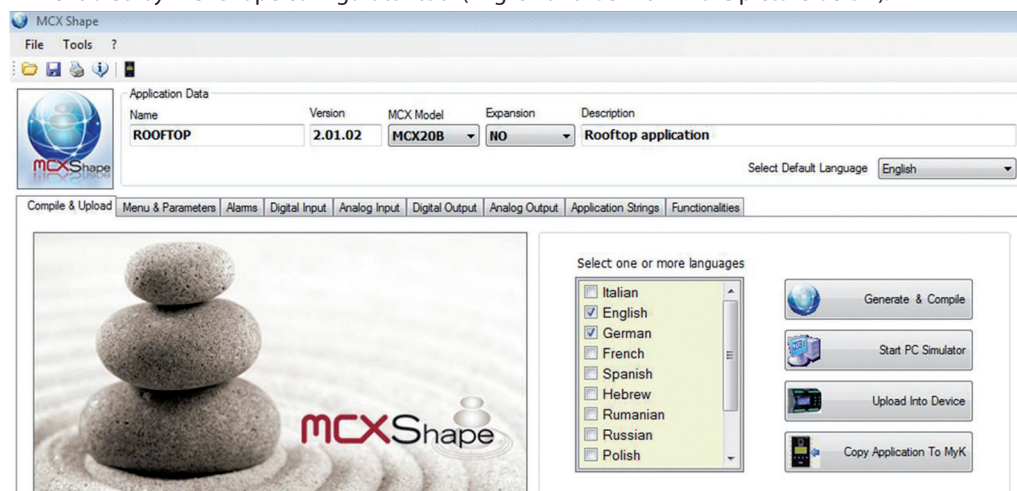 MCX Shape
File Tools ?
Application Data
Name Version MCX Model Expansion Description
ROOFTOP 2.01.02 MCX20B NO Rooftop application
MCXShape
Select Default Language English
Compile & Upload Menu & Parameters Alarms Digital Input Analog Input Digital Output Analog Output Application Strings Functionalities
Select one or more languages
Italian
English
German
French
Spanish
Hebrew
Rumanian
Russian
Polish
Generate & Compile
Start PC Simulator
Upload Into Device
Copy Application To MyK
MCXShape